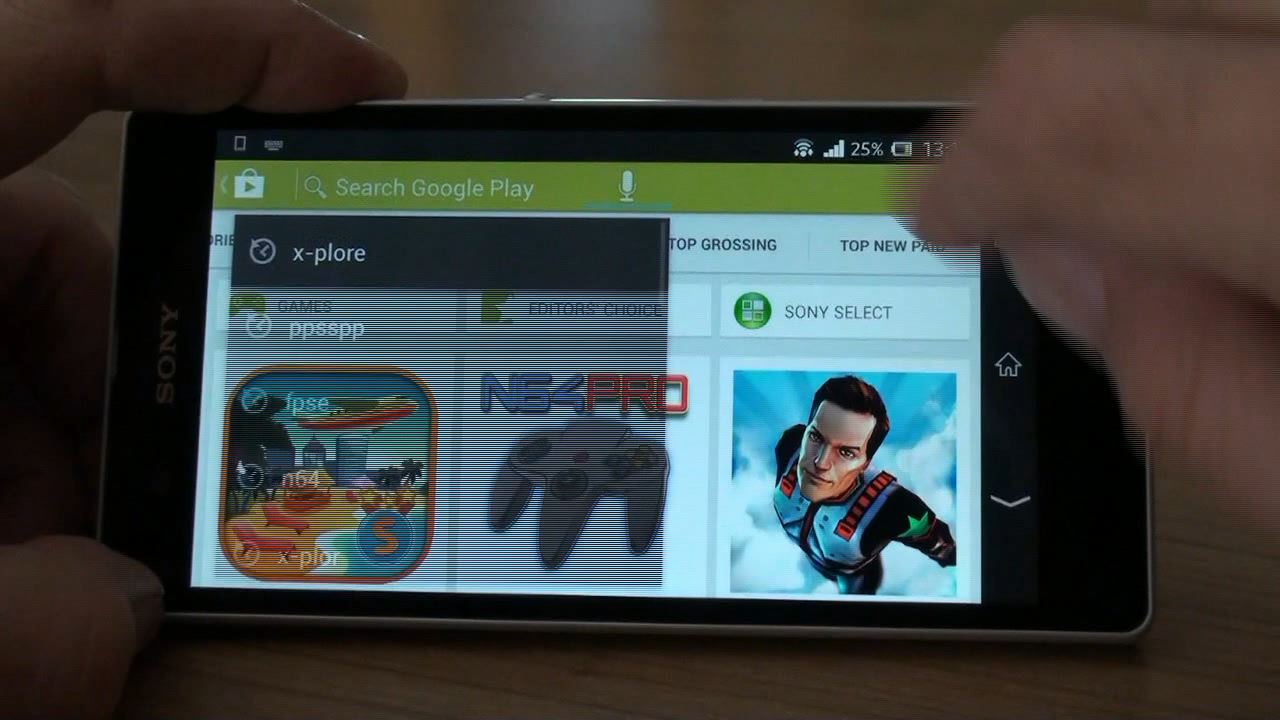 SONY
25%
Search Google Play
x-plore
TOP GROSSING
TOP NEW
GAMES
EDITORS' CHOICE
SONY SELECT
ppsspp
fpse
N64PRO
n64
S
x-plor